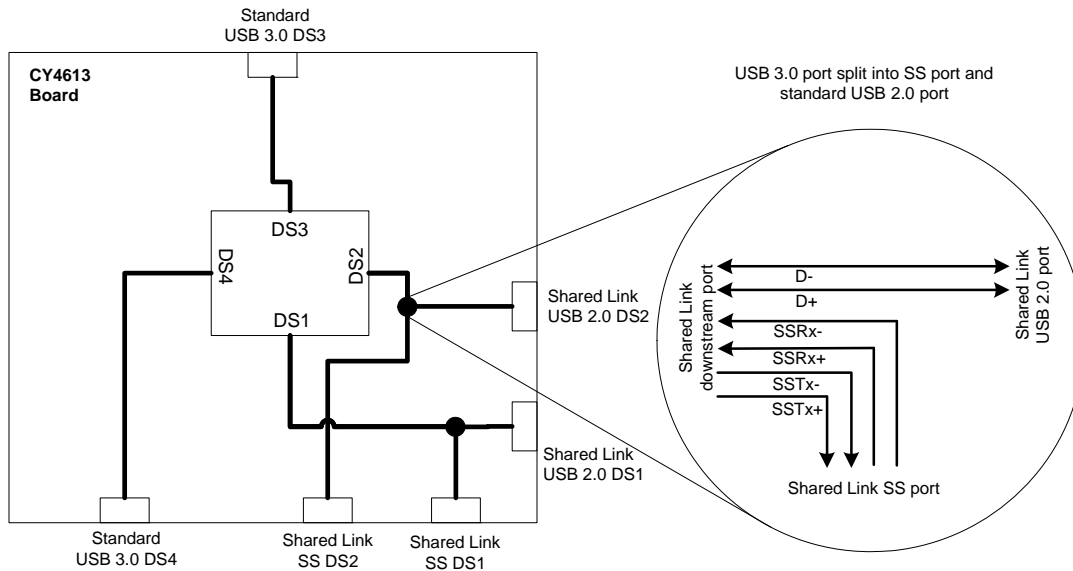 Standard
USB 3.0 DS3
CY4613
Board
USB 3.0 port split into SS port and
standard USB 2.0 port
DS3
DS4
DS2
DS1
Shared Link
USB 2.0 DS2
Shared Link
USB 2.0 DS1
Standard
USB 3.0 DS4
Shared Link
SS DS2
Shared Link
SS DS1
Shared Link
downstream port
D-
D+
SSRx-
SSRx+
SSTx-
SSTx+
Shared Link
USB 2.0 port
Shared Link SS port